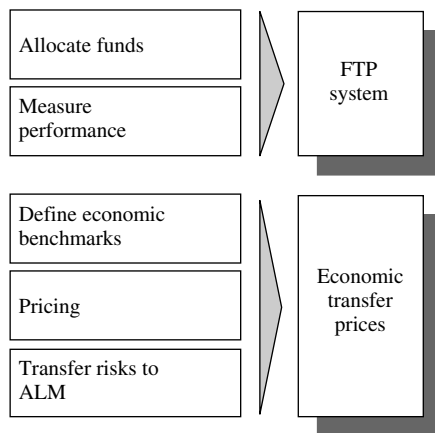 Allocate funds
Measure
performance
FTP
system
Define economic
benchmarks
Pricing
Transfer risks to
ALM
Economic
transfer
prices